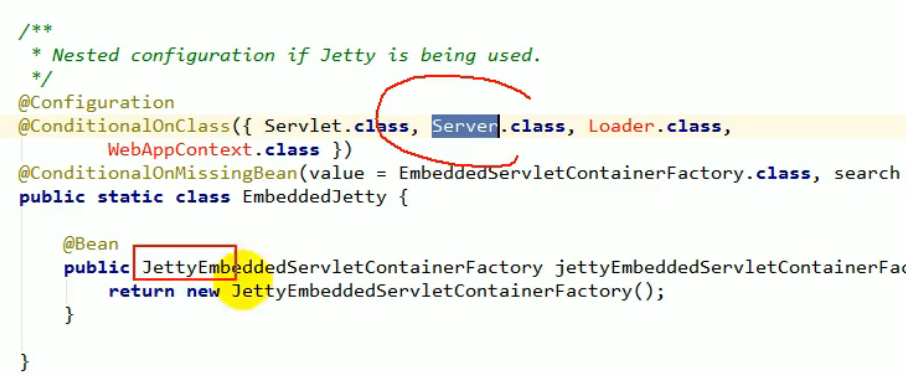 /**
* Nested configuration if Jetty is being used.
*/
@Configuration
@ConditionalOnClass({ Servlet.class, Server.class, Loader.class,
WebAppContext.class })
@ConditionalOnMissingBean(value = EmbeddedServletContainerFactory.class, search
public static class EmbeddedJetty {
@Bean
public JettyEmbeddedServletContainerFactory jettyEmbeddedServletContainerFac
return new JettyEmbeddedServletContainerFactory();
}
}